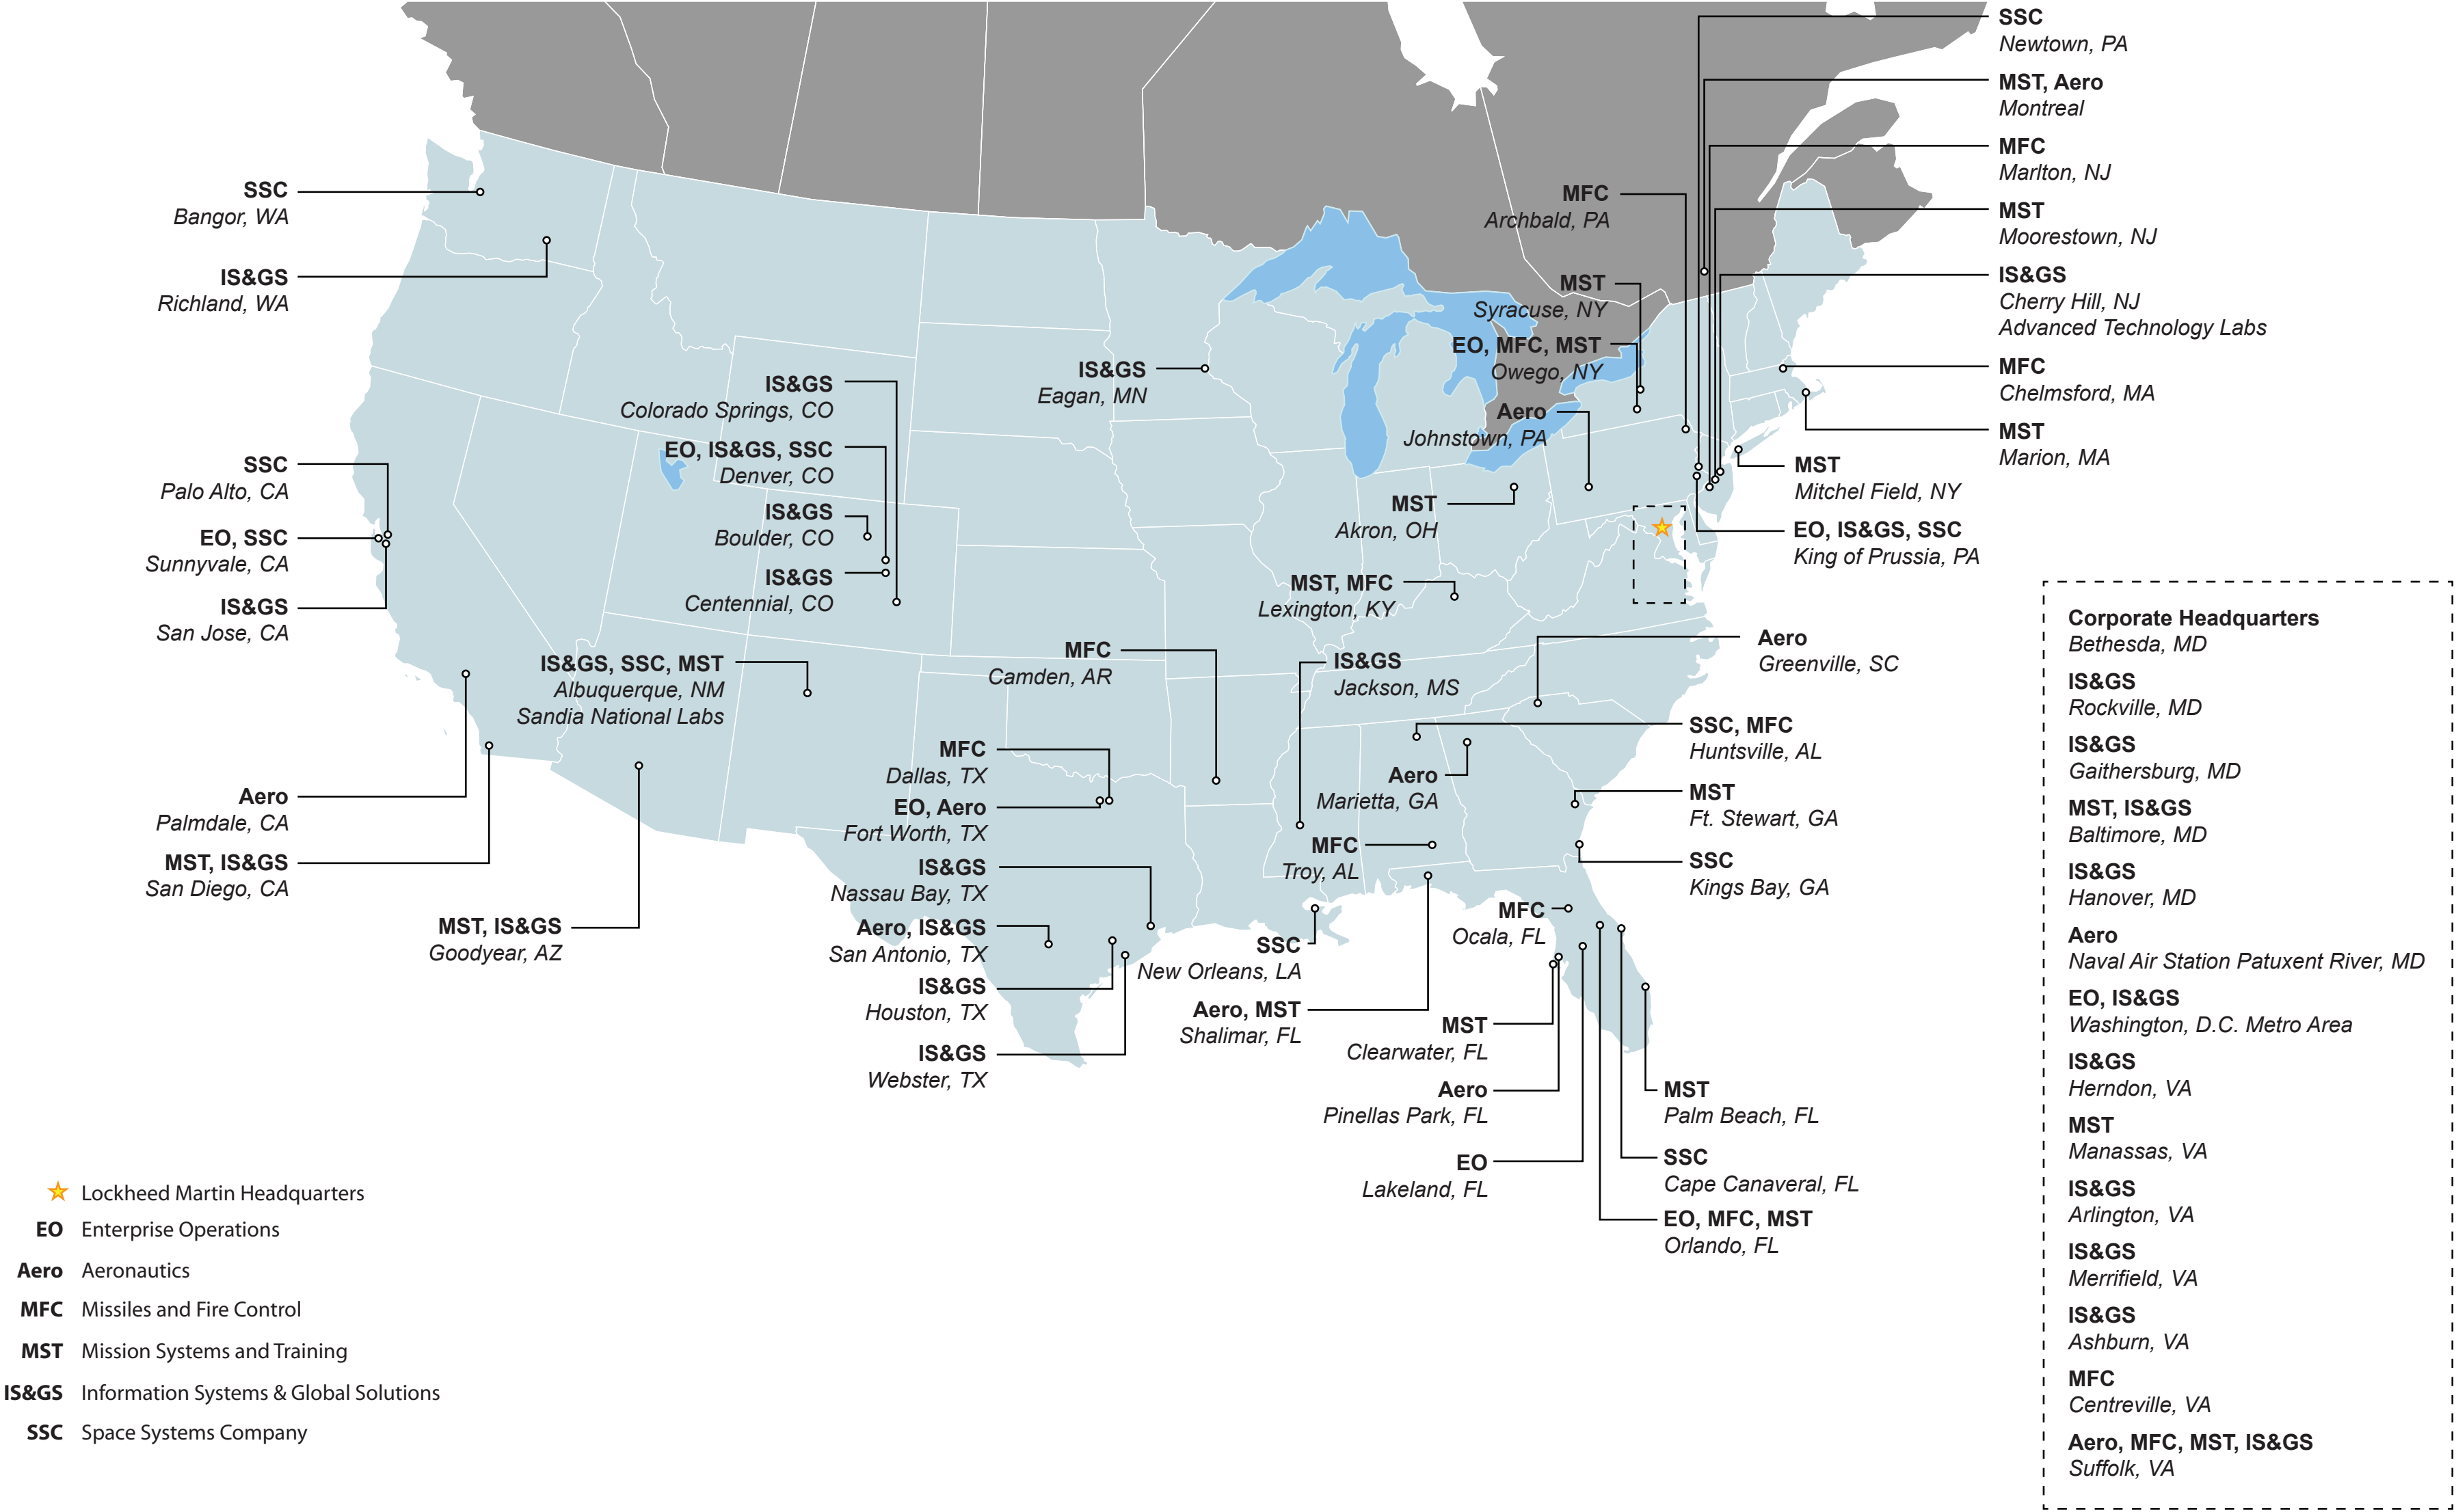 SSC
Bangor, WA
IS&GS
Richland, WA
SSC
Palo Alto, CA
EO, SSC
Sunnyvale, CA
IS&GS
San Jose, CA
Aero
Palmdale, CA
MST, IS&GS
San Diego, CA
MST, IS&GS
Goodyear, AZ
IS&GS
Colorado Springs, CO
EO, IS&GS, SSC
Denver, CO
IS&GS
Boulder, CO
IS&GS
Centennial, CO
IS&GS, SSC, MST
Albuquerque, NM
Sandia National Labs
IS&GS
Eagan, MN
MFC
Camden, AR
MFC
Dallas, TX
EO, Aero
Fort Worth, TX
IS&GS
Nassau Bay, TX
Aero, IS&GS
San Antonio, TX
IS&GS
Houston, TX
IS&GS
Webster, TX
MFC
Archbald, PA
MST
Syracuse, NY
EO, MFC, MST
Owego, NY
Aero
Johnstown, PA
MST
Akron, OH
MST, MFC
Lexington, KY
IS&GS
Jackson, MS
Aero
Marietta, GA
MFC
Troy, AL
SSC
New Orleans, LA
Aero, MST
Shalimar, FL
MFC
Ocala, FL
MST
Clearwater, FL
Aero
Pinellas Park, FL
EO
Lakeland, FL
SSC
Newtown, PA
MST, Aero
Montreal
MFC
Marlton, NJ
MST
Moorestown, NJ
IS&GS
Cherry Hill, NJ
Advanced Technology Labs
MFC
Chelmsford, MA
MST
Marion, MA
MST
Mitchel Field, NY
EO, IS&GS, SSC
King of Prussia, PA
Aero
Greenville, SC
SSC, MFC
Huntsville, AL
MST
Ft. Stewart, GA
SSC
Kings Bay, GA
MST
Palm Beach, FL
SSC
Cape Canaveral, FL
EO, MFC, MST
Orlando, FL
Corporate Headquarters
Bethesda, MD
IS&GS
Rockville, MD
IS&GS
Gaithersburg, MD
MST, IS&GS
Baltimore, MD
IS&GS
Hanover, MD
Aero
Naval Air Station Patuxent River, MD
EO, IS&GS
Washington, D.C. Metro Area
IS&GS
Herndon, VA
MST
Manassas, VA
IS&GS
Arlington, VA
IS&GS
Merrifield, VA
IS&GS
Ashburn, VA
MFC
Centreville, VA
Aero, MFC, MST, IS&GS
Suffolk, VA
Lockheed Martin Headquarters
EO Enterprise Operations
Aero Aeronautics
MFC Missiles and Fire Control
MST Mission Systems and Training
IS&GS Information Systems & Global Solutions
SSC Space Systems Company